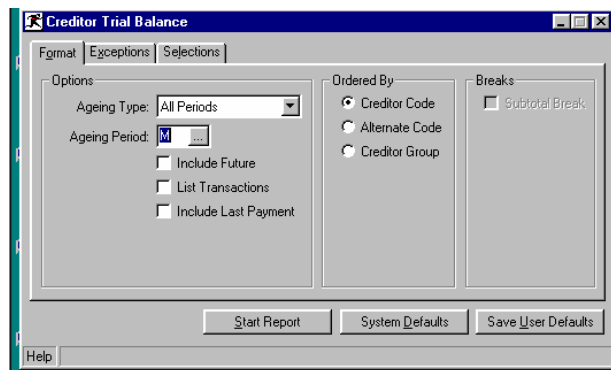 Creditor Trial Balance
Format Exceptions Selections
Options Ordered By Breaks
Ageing Type: All Periods Creditor Code Subtotal Break
Alternate Code
Ageing Period: M ...
Creditor Group
Include Future
List Transactions
Include Last Payment
Start Report System Defaults Save User Defaults
Help